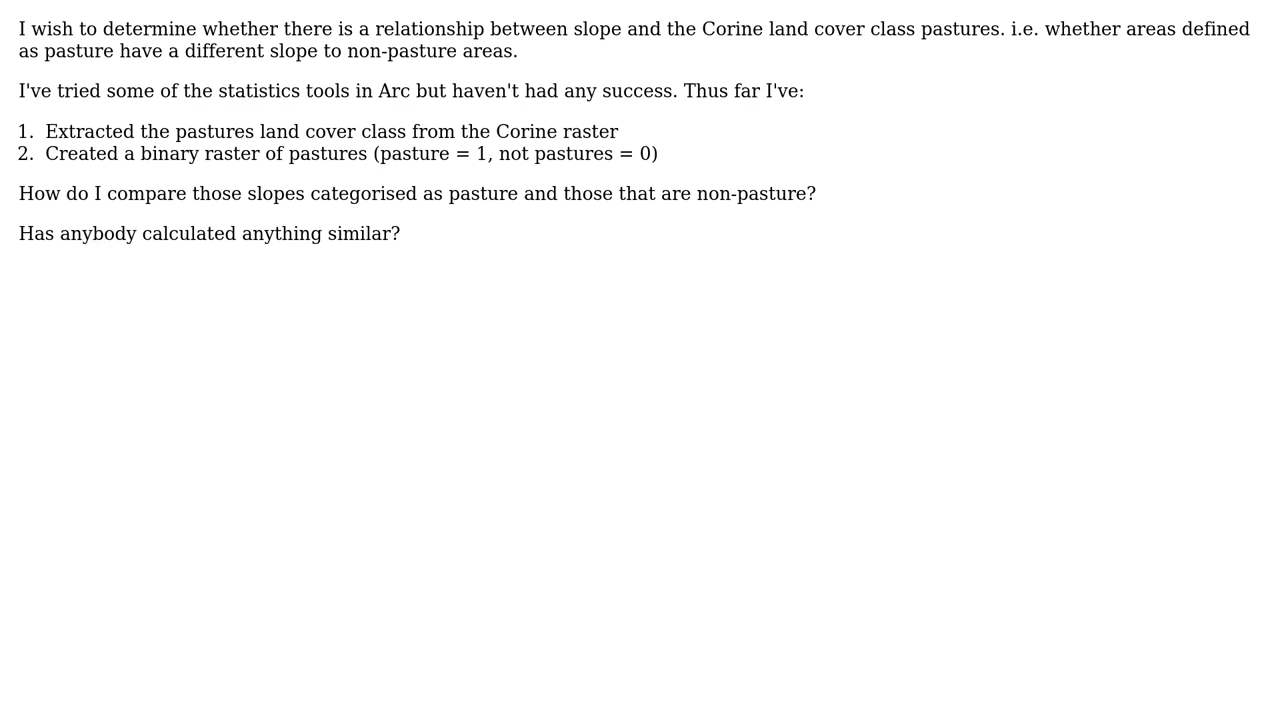 I wish to determine whether there is a relationship between slope and the Corine land cover class pastures. i.e. whether areas defined
as pasture have a different slope to non-pasture areas.
I've tried some of the statistics tools in Arc but haven't had any success. Thus far I've:
1. Extracted the pastures land cover class from the Corine raster
2. Created a binary raster of pastures (pasture = 1, not pastures = 0)
How do I compare those slopes categorised as pasture and those that are non-pasture?
Has anybody calculated anything similar?